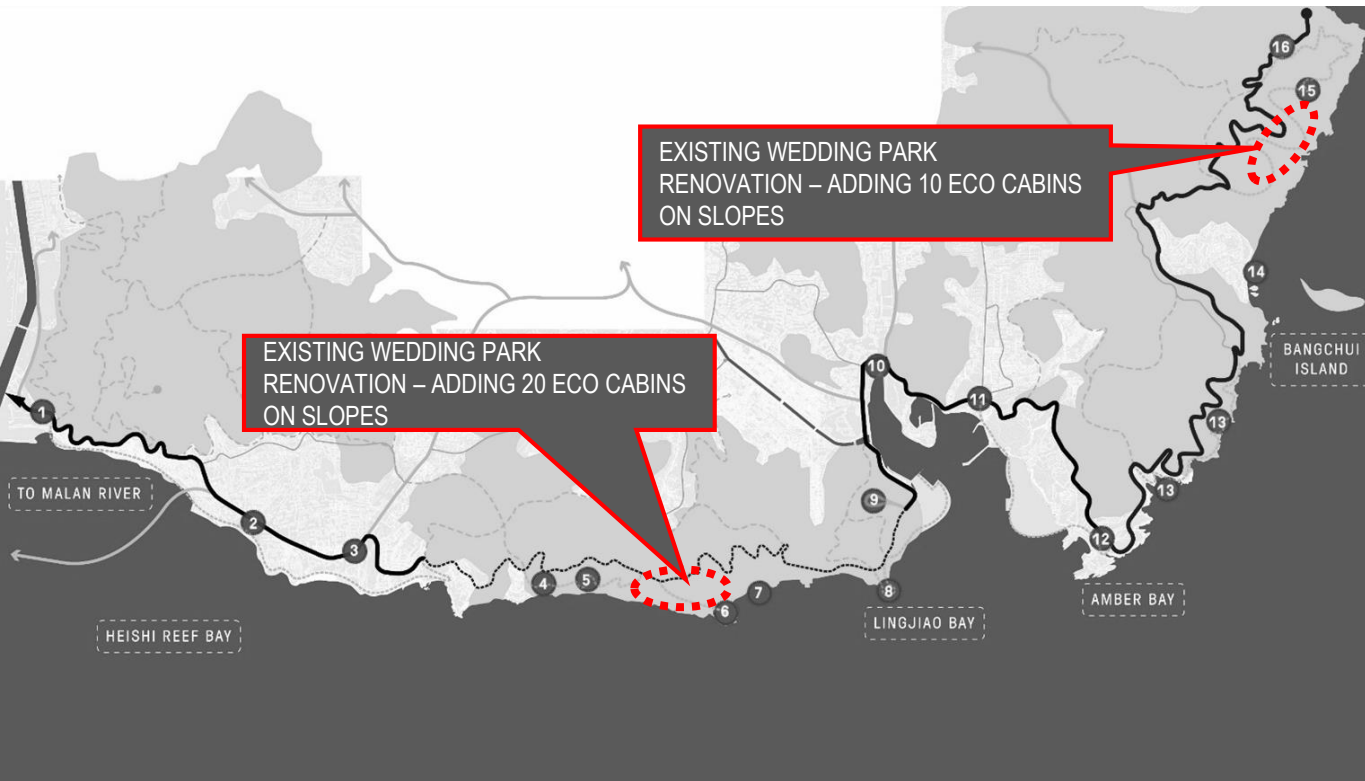 16
15
EXISTING WEDDING PARK
RENOVATION – ADDING 10 ECO CABINS
ON SLOPES
14
BANGCHUI
ISLAND
EXISTING WEDDING PARK
RENOVATION – ADDING 20 ECO CABINS
ON SLOPES
10
11
1
13
TO MALAN RIVER
13
9
2
12
3
4
5
7
8
6
AMBER BAY
LINGJIAO BAY
HEISHI REEF BAY